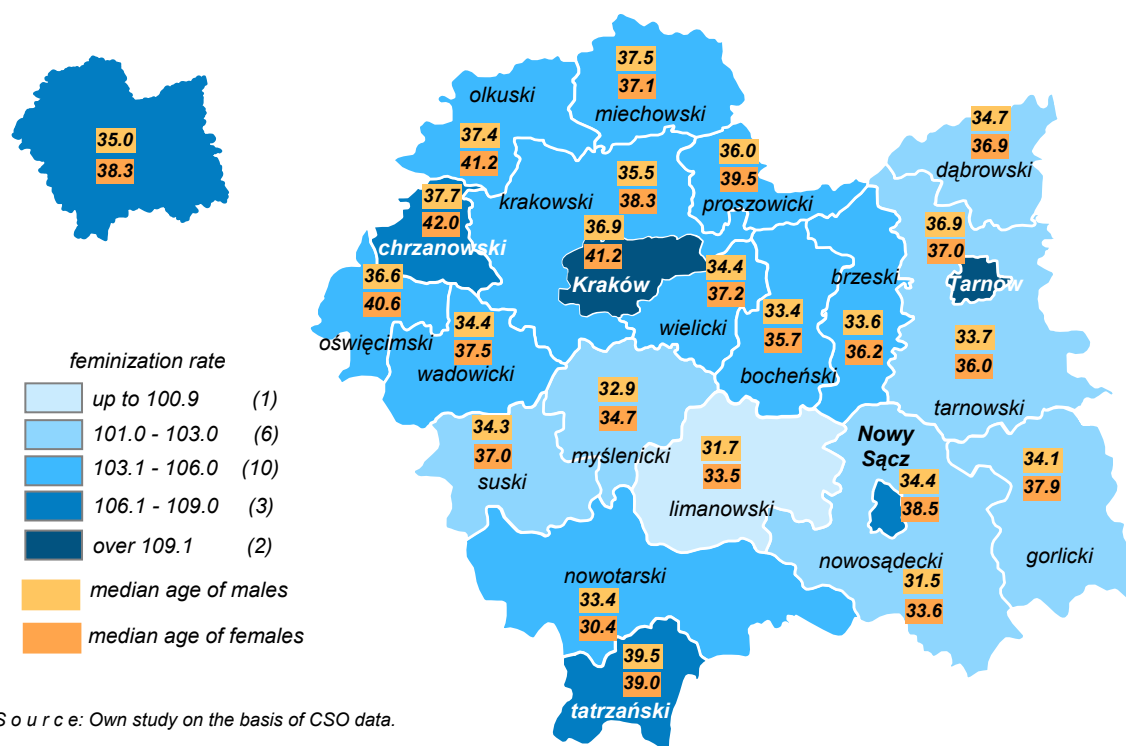 35.0
38.3
olkuski
37.4
41.2
37.5
37.1
miechowski
34.7
36.9
dąbrowski
36.0
39.5
proszowicki
35.5
38.3
krakowski
37.7
42.0
chrzanowski
36.9
41.2
Kraków
36.9
37.0
Tarnów
36.6
40.6
oświęcimski
34.4
37.5
wadowicki
34.4
37.2
wielicki
33.4
35.7
bocheński
brzeski
33.6
36.2
33.7
36.0
tarnowski
34.3
37.0
suski
32.9
34.7
myślenicki
31.7
33.5
limanowski
Nowy
Sącz
34.4
38.5
nowosądecki
31.5
33.6
34.1
37.9
gorlicki
nowotarski
33.4
30.4
39.5
39.0
tatrzański
feminization rate
up to 100.9 (1)
101.0 - 103.0 (6)
103.1 - 106.0 (10)
106.1 - 109.0 (3)
over 109.1 (2)
median age of males
median age of females
S o u r c e: Own study on the basis of CSO data.